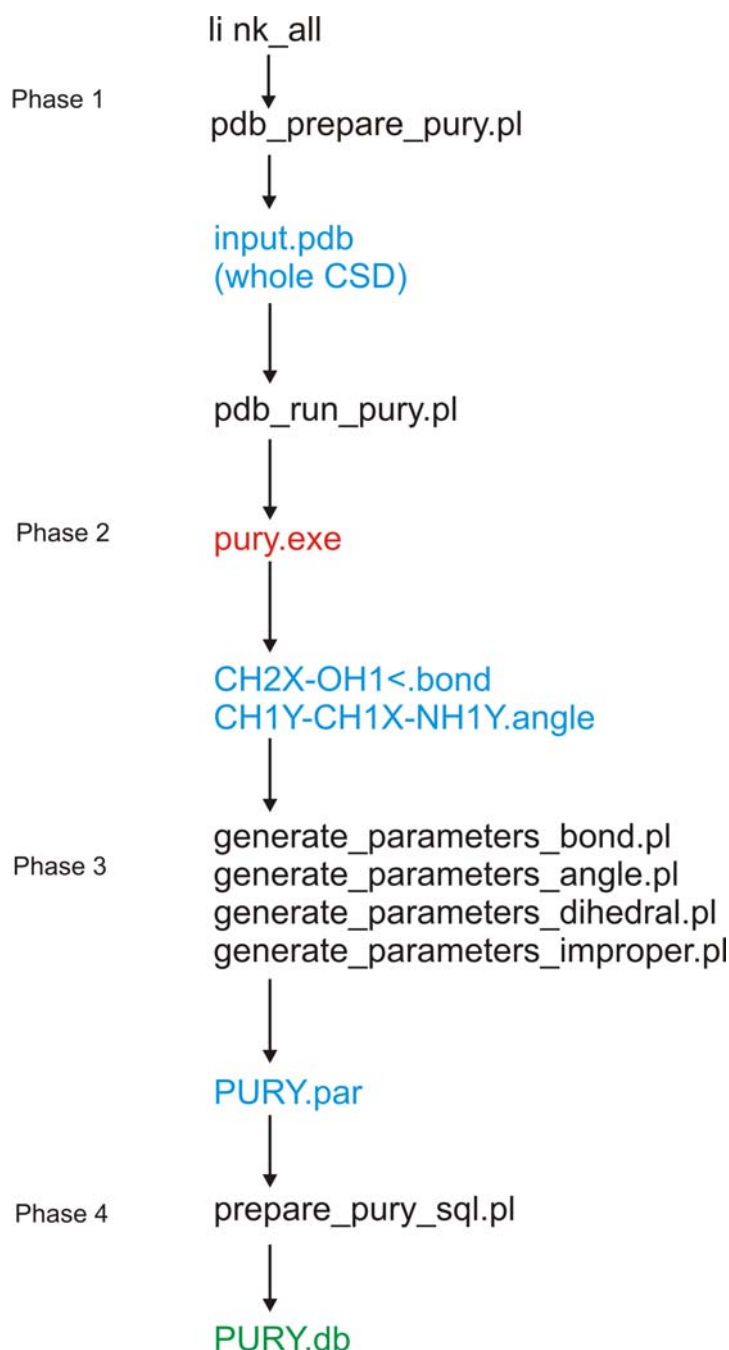 li nk_all
Phase 1
pdb_prepare_pury.pl
input.pdb
(whole CSD)
pdb_run_pury.pl
Phase 2
pury.exe
CH2X-OH1<.bond
CH1Y-CH1X-NH1Y.angle
generate_parameters_bond.pl
Phase 3
generate_parameters_angle.pl
generate_parameters_dihedral.pl
generate_parameters_improper.pl
PURY.par
Phase 4
prepare_pury_sql.pl
PURY.db